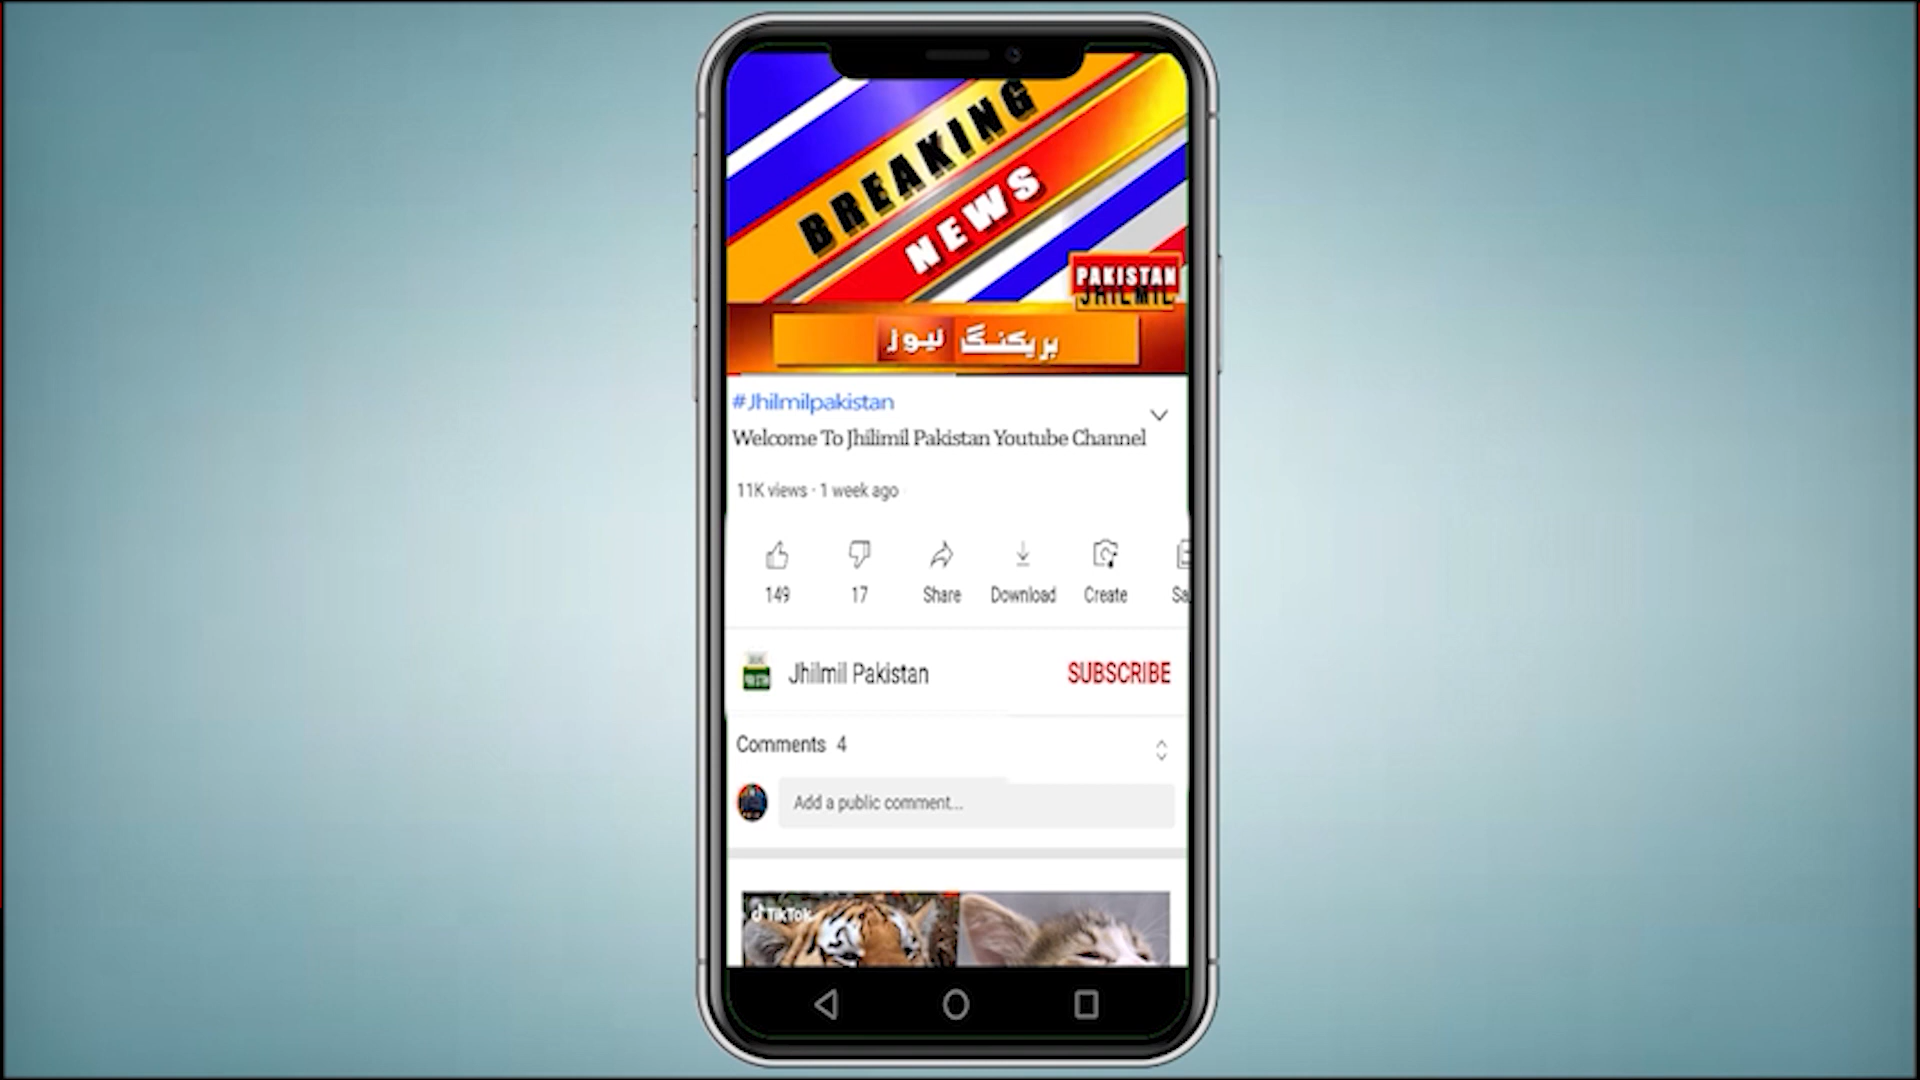 BREAKING
NEWS
PAKISTAN
JHILMIL
بریکنگ نیوز
#Jhilmilpakistan
Welcome To Jhilimil Pakistan Youtube Channel
11K views · 1 week ago
149
17
Share
Download
Create
Sa
Jhilmil Pakistan
SUBSCRIBE
Comments 4
Add a public comment...
TikTok